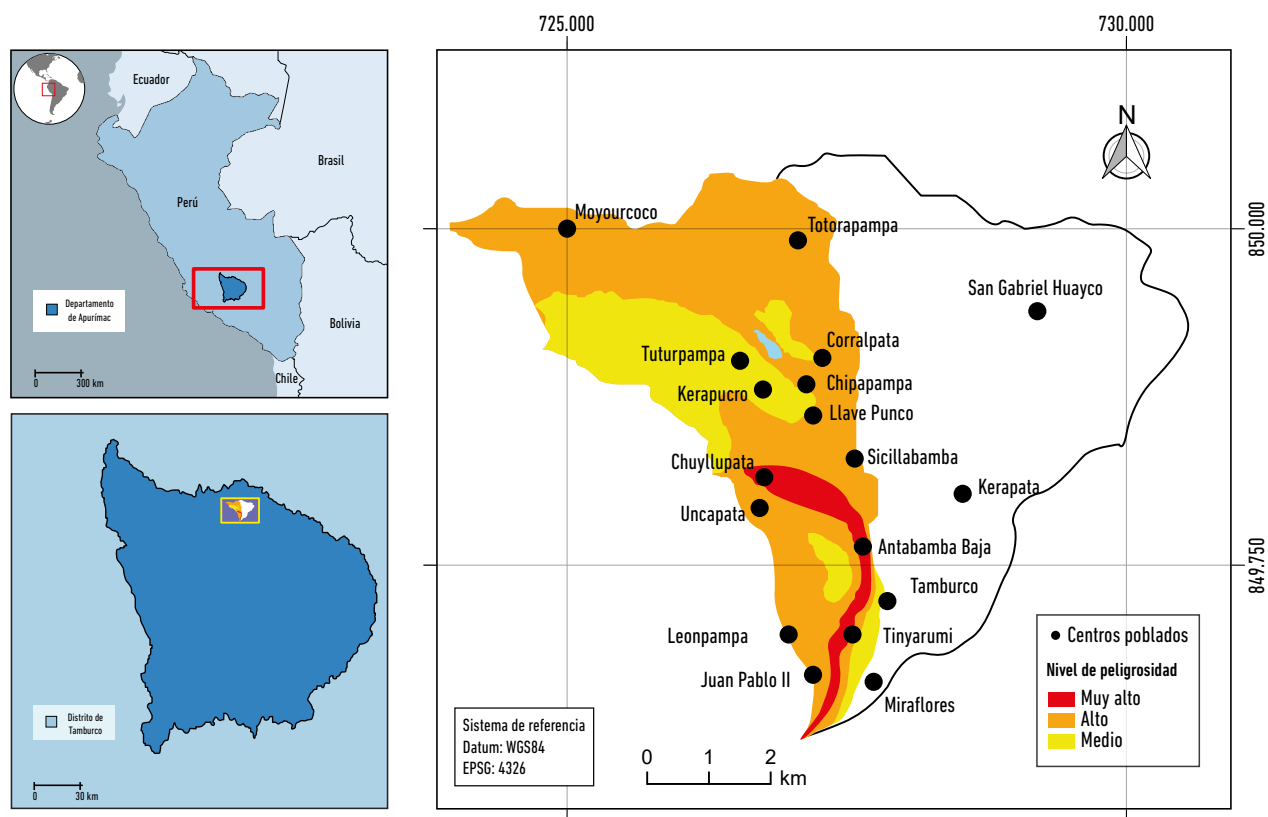 Ecuador
Brasil
Perú
Bolivia
Chile
Departamento
de Apurímac
0
300 km
Distrito de
Tamburco
0
30 km
725.000
730.000
N
850.000
849.750
Moyourcoco
Totorapampa
San Gabriel Huayco
Corralpata
Tuturpampa
Chipapampa
Kerapucro
Llave Punco
Sicillabamba
Chuyllupata
Kerapata
Uncapata
Antabamba Baja
Tamburco
Leonpampa
Tinyarumi
Juan Pablo II
Miraflores
Sistema de referencia
Datum: WGS84
EPSG: 4326
0 1 2
km
Centros poblados
Nivel de peligrosidad
Muy alto
Alto
Medio